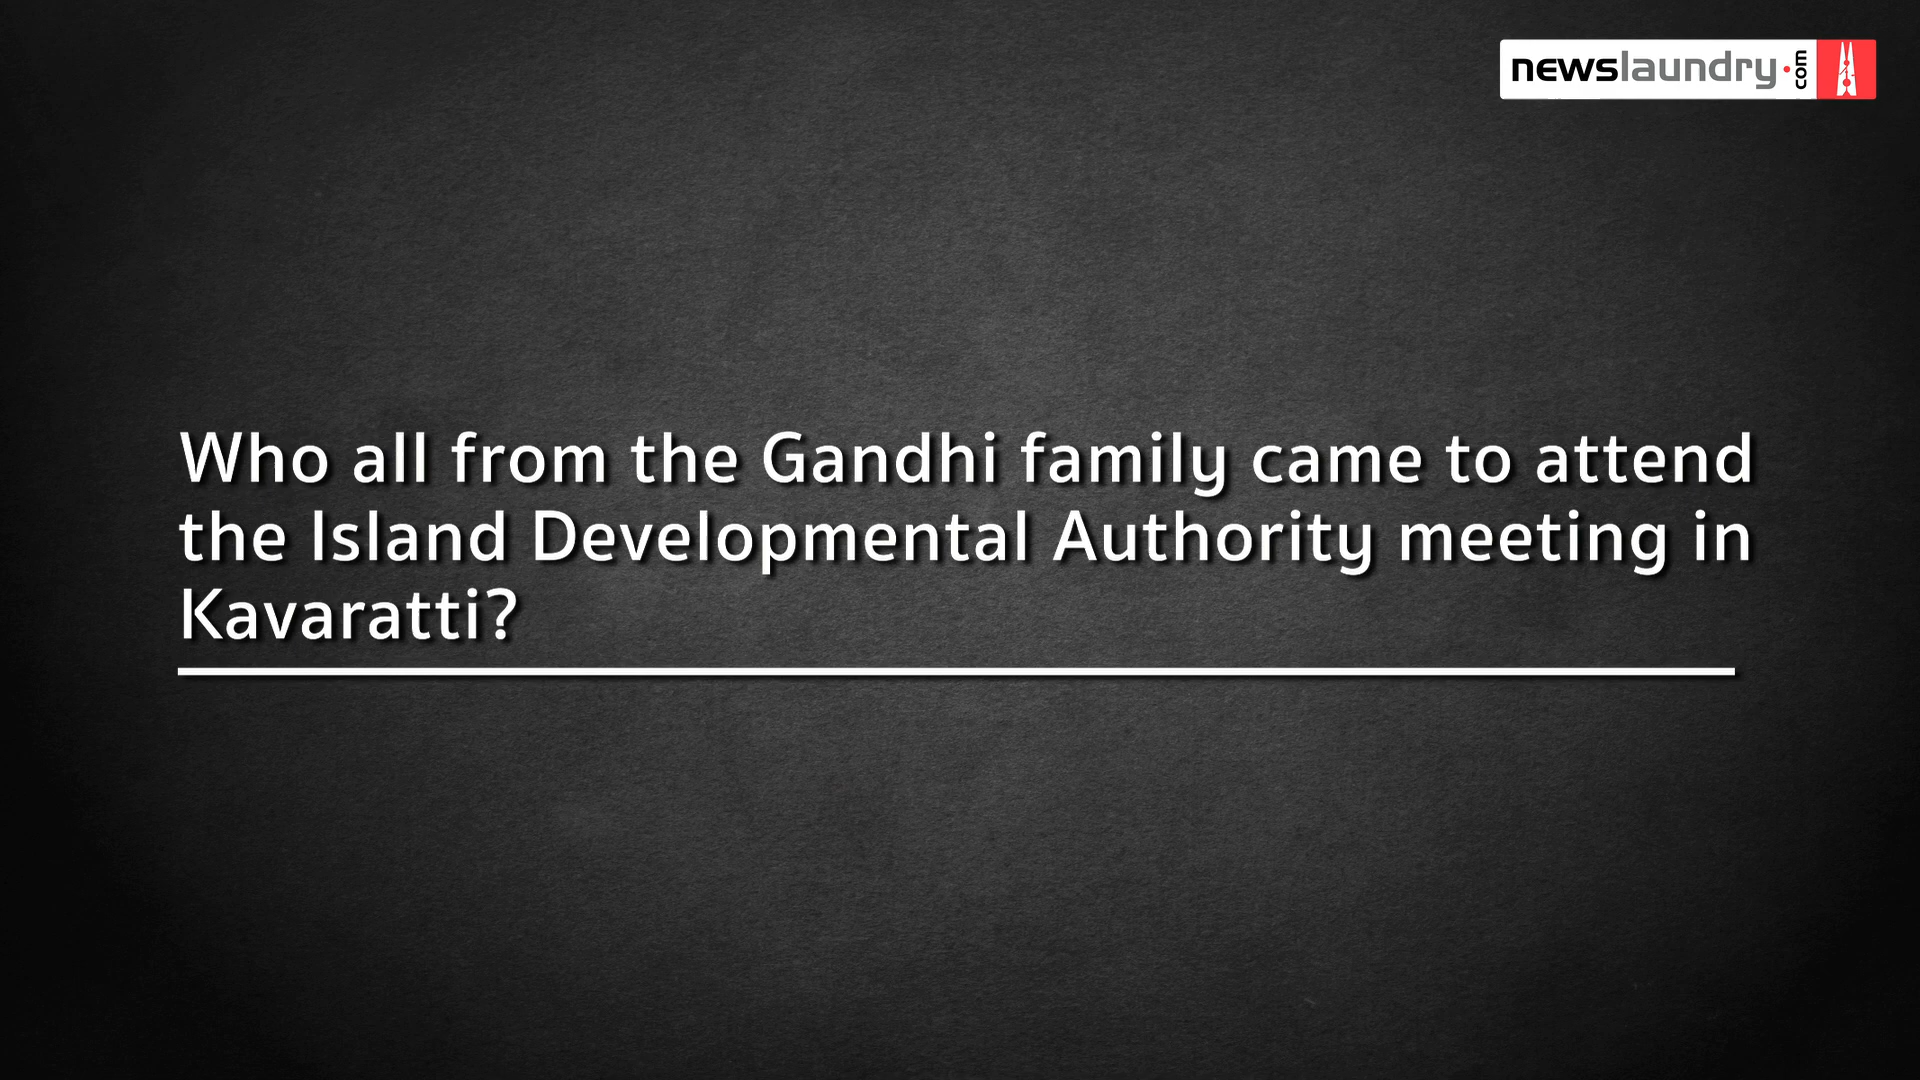 newslaundry.com
Who all from the Gandhi family came to attend
the Island Developmental Authority meeting in
Kavaratti?